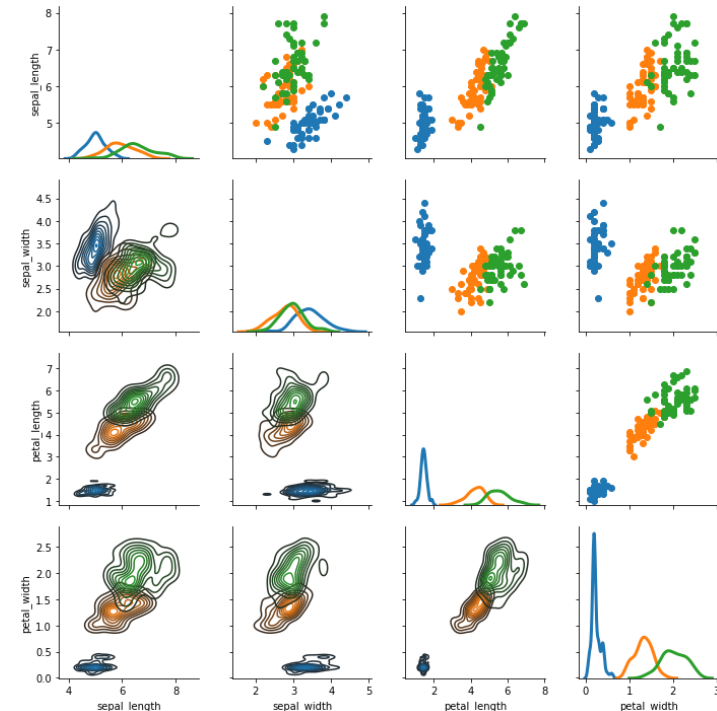 8
7
6
5
sepal_length
4.5
4.0
3.5
3.0
2.5
2.0
sepal_width
7
6
5
4
3
2
1
petal_length
2.5
2.0
1.5
1.0
0.5
0.0
petal_width
4 6 8
sepal_length
2 3 4 5
sepal_width
2 4 6 8
petal_length
0 1 2 3
petal_width